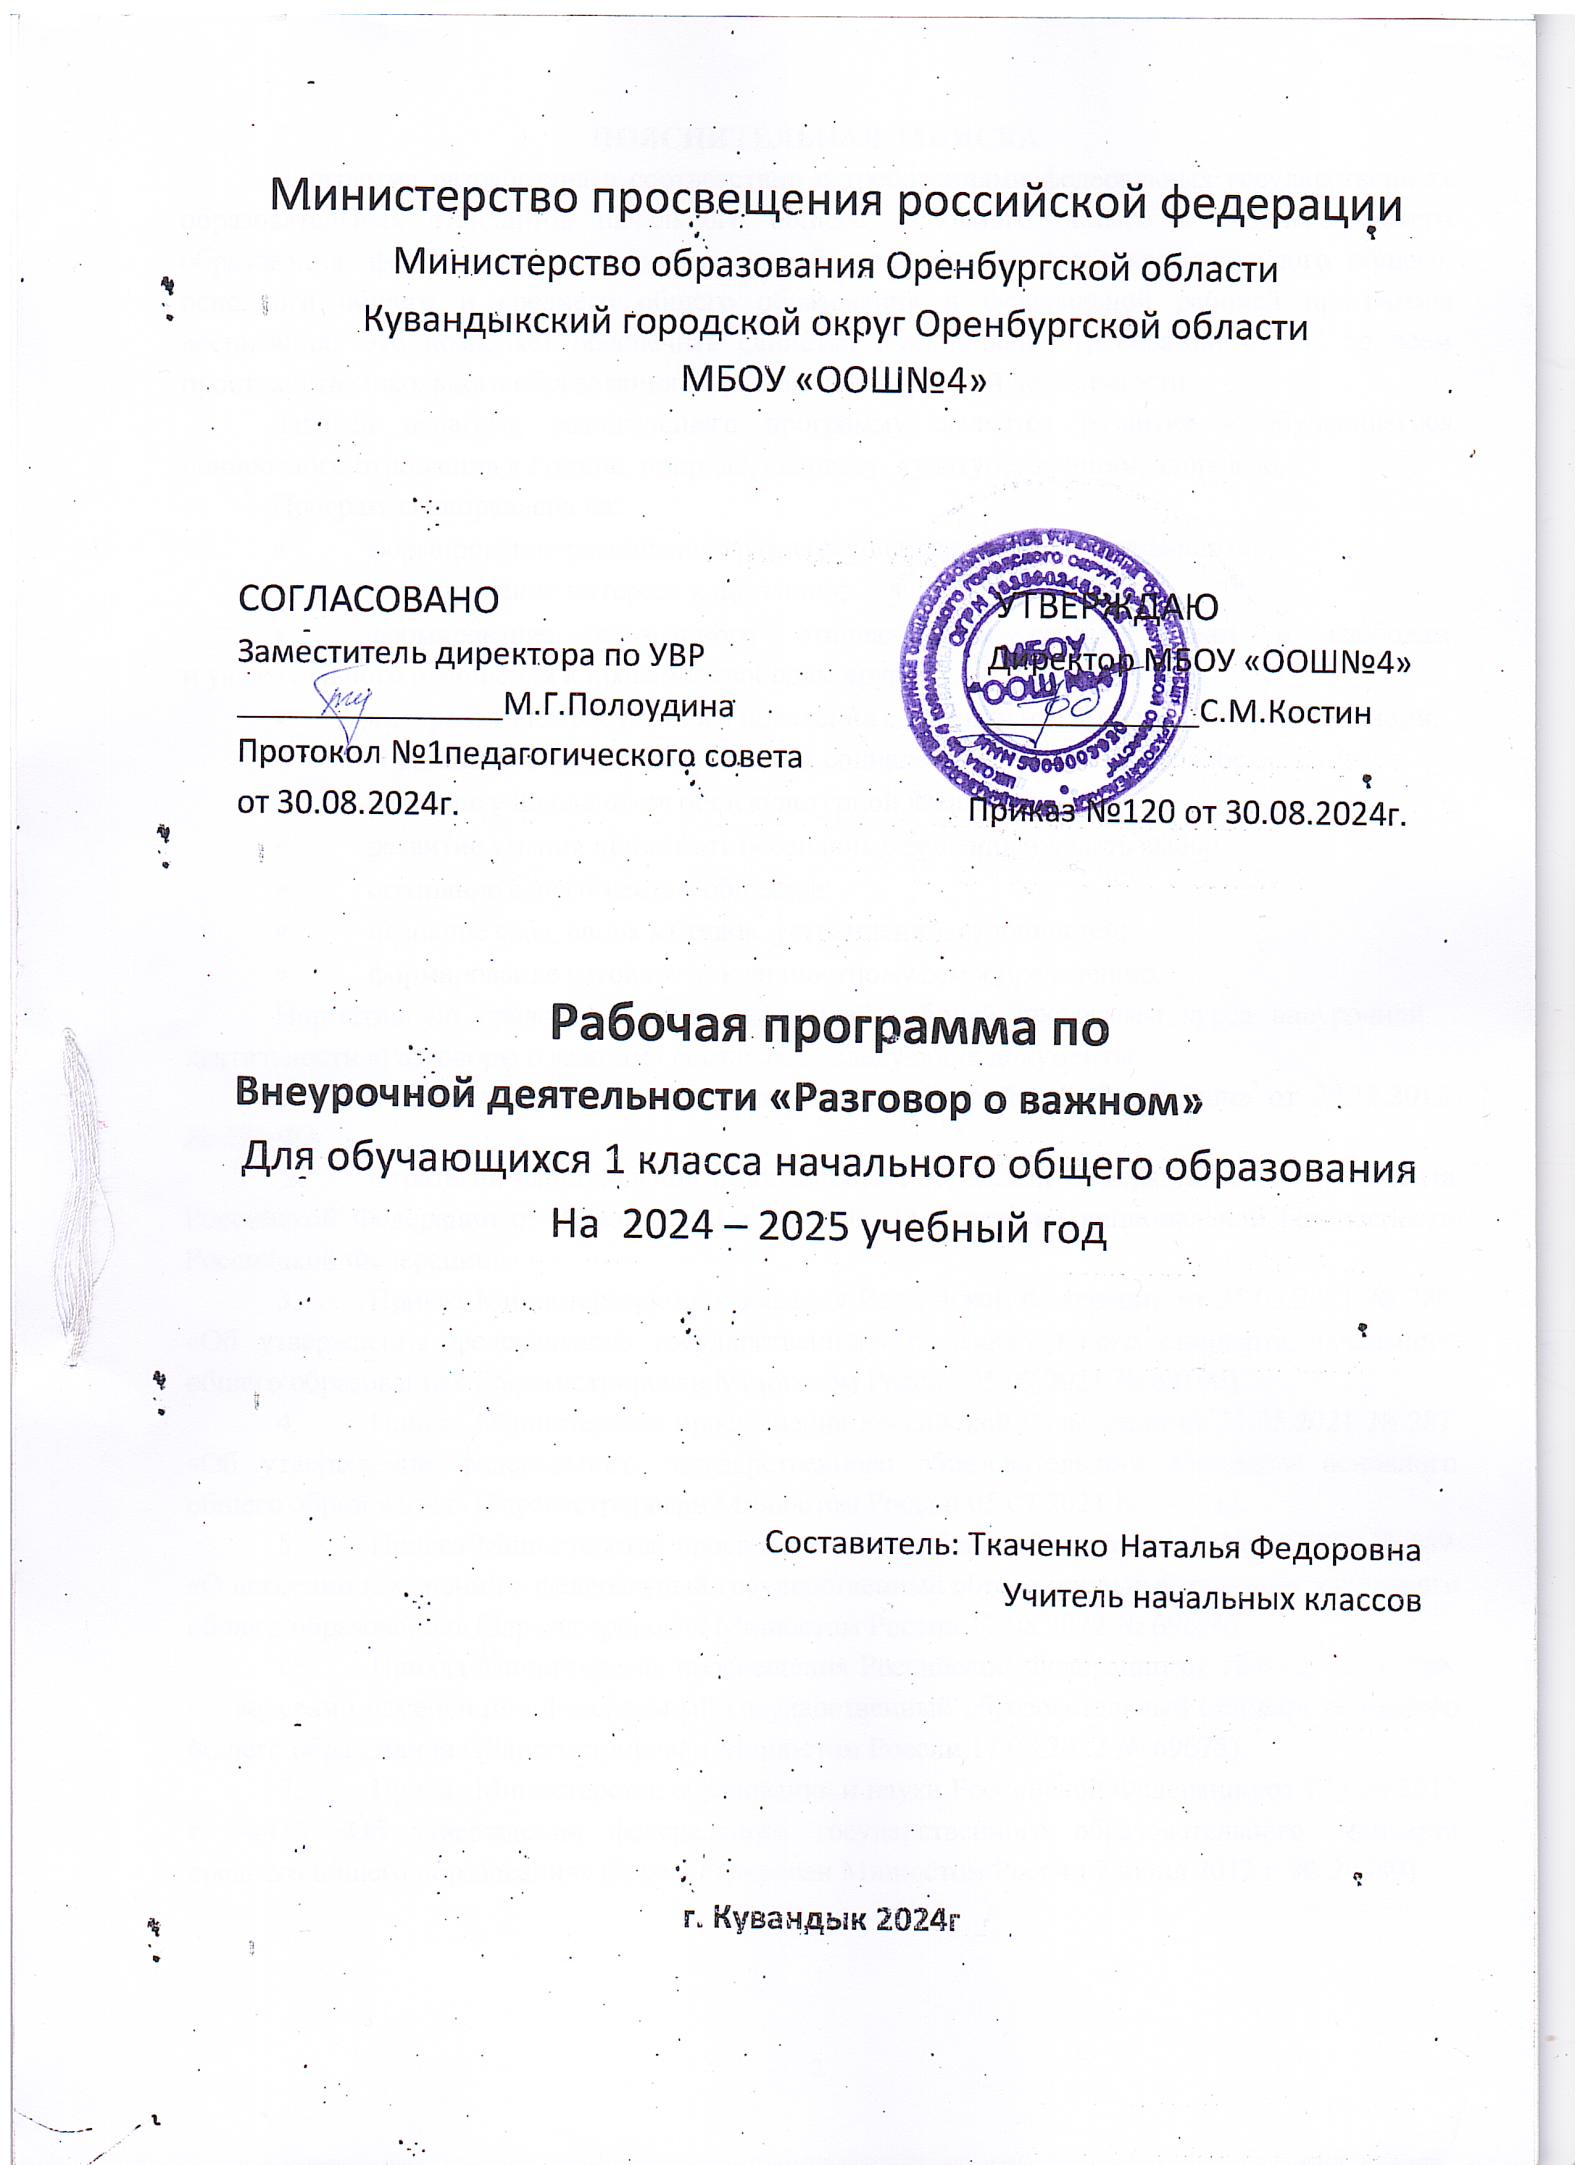 Министерство просвещения российской федерации
Министерство образования Оренбургской области
Кувандыкский городской округ Оренбургской области
МБОУ «ООШ№4»
СОГЛАСОВАНО
Заместитель директора по УВР
М.Г.Полоудина
Протокол №1педагогического совета
от 30.08.2024г.
УТВЕРЖДАЮ
Директор МБОУ «ООШ№4»
С.М.Костин
Приказ №120 от 30.08.2024г.
МБОУ
"ООШ №4"
Рабочая программа по
Внеурочной деятельности «Разговор о важном»
Для обучающихся 1 класса начального общего образования
На 2024 – 2025 учебный год
Составитель: Ткаченко Наталья Федоровна
Учитель начальных классов
г. Кувандык 2024г